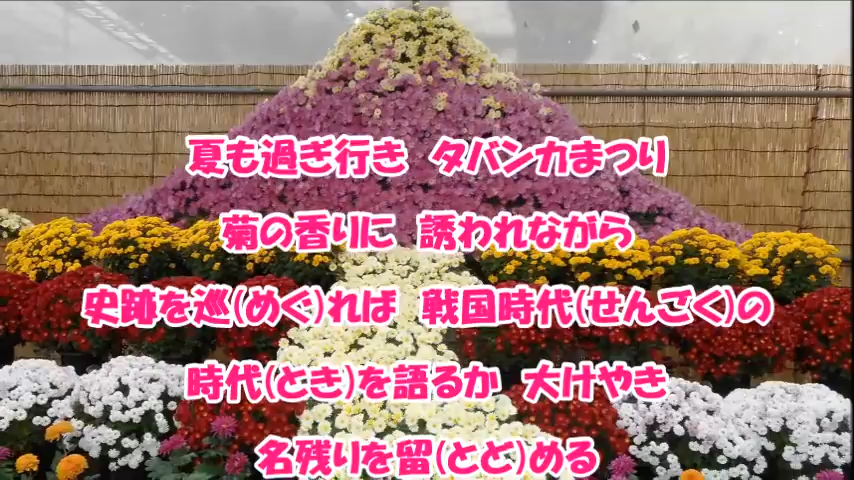 夏も過ぎ行き　タバンカまつり
菊の香りに　誘われながら
史跡を巡(めぐ)れば　戦国時代(せんごく)の
時代(とき)を語るか　大けやき
名残りを留(とど)める